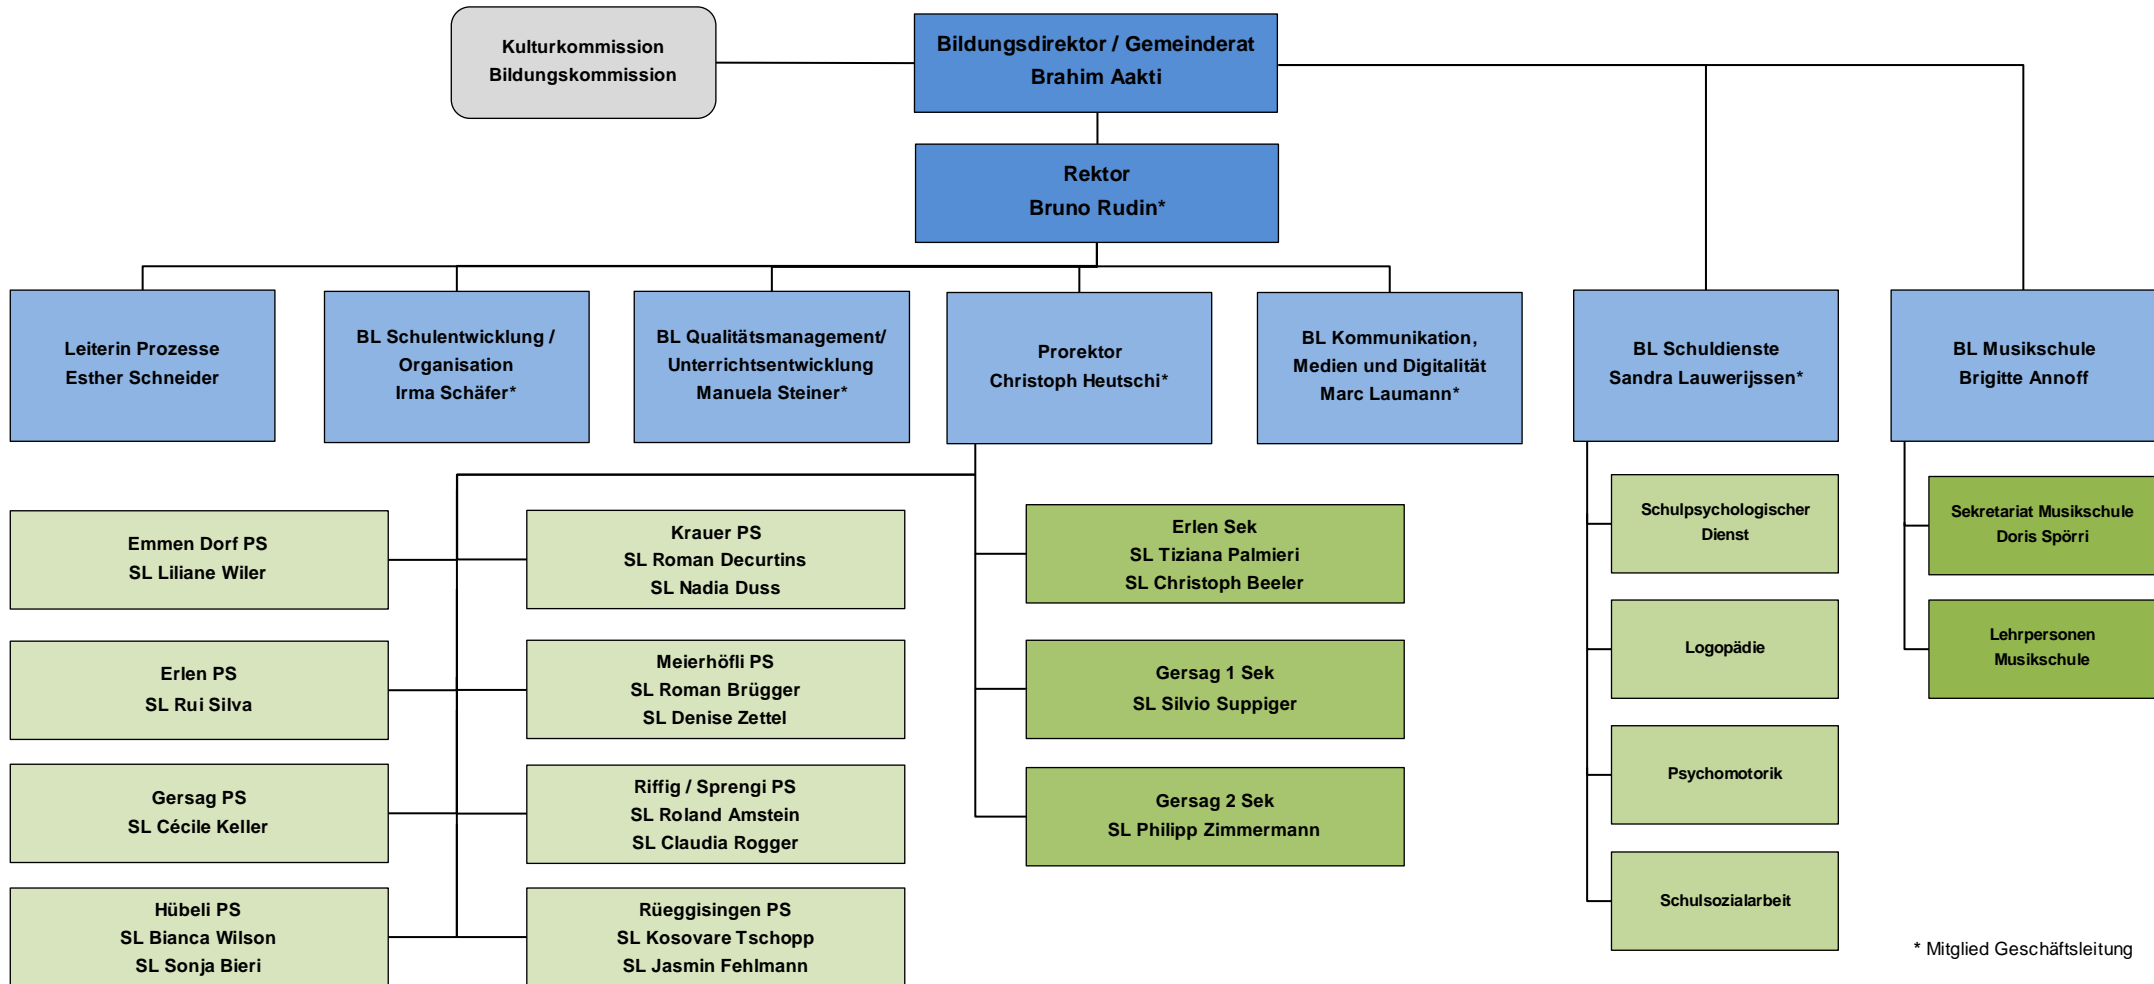 Kulturkommission
Bildungskommission
Bildungsdirektor / Gemeinderat
Brahim Aakti
Rektor
Bruno Rudin*
Leiterin Prozesse
Esther Schneider
BL Schulentwicklung /
Organisation
Irma Schäfer*
BL Qualitätsmanagement/
Unterrichtsentwicklung
Manuela Steiner*
Prorektor
Christoph Heutschi*
BL Kommunikation,
Medien und Digitalität
Marc Laumann*
BL Schuldienste
Sandra Lauwerijssen*
BL Musikschule
Brigitte Annoff
Emmen Dorf PS
SL Liliane Wiler
Erlen PS
SL Rui Silva
Gersag PS
SL Cécile Keller
Hübeli PS
SL Bianca Wilson
SL Sonja Bieri
Krauer PS
SL Roman Decurtins
SL Nadia Duss
Meierhöfli PS
SL Roman Brügger
SL Denise Zettel
Riffig / Sprengi PS
SL Roland Amstein
SL Claudia Rogger
Rüeggisingen PS
SL Kosovare Tschopp
SL Jasmin Fehlmann
Erlen Sek
SL Tiziana Palmieri
SL Christoph Beeler
Gersag 1 Sek
SL Silvio Suppiger
Gersag 2 Sek
SL Philipp Zimmermann
Schulpsychologischer
Dienst
Logopädie
Psychomotorik
Schulsozialarbeit
Sekretariat Musikschule
Doris Spörri
Lehrpersonen
Musikschule
* Mitglied Geschäftsleitung